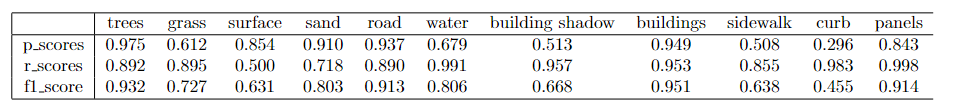 trees grass surface sand road water building shadow buildings sidewalk curb panels
p_scores 0.975 0.612 0.854 0.910 0.937 0.679 0.513 0.949 0.508 0.296 0.843
r_scores 0.892 0.895 0.500 0.718 0.890 0.991 0.957 0.953 0.855 0.983 0.998
f1_score 0.932 0.727 0.631 0.803 0.913 0.806 0.668 0.951 0.638 0.455 0.914